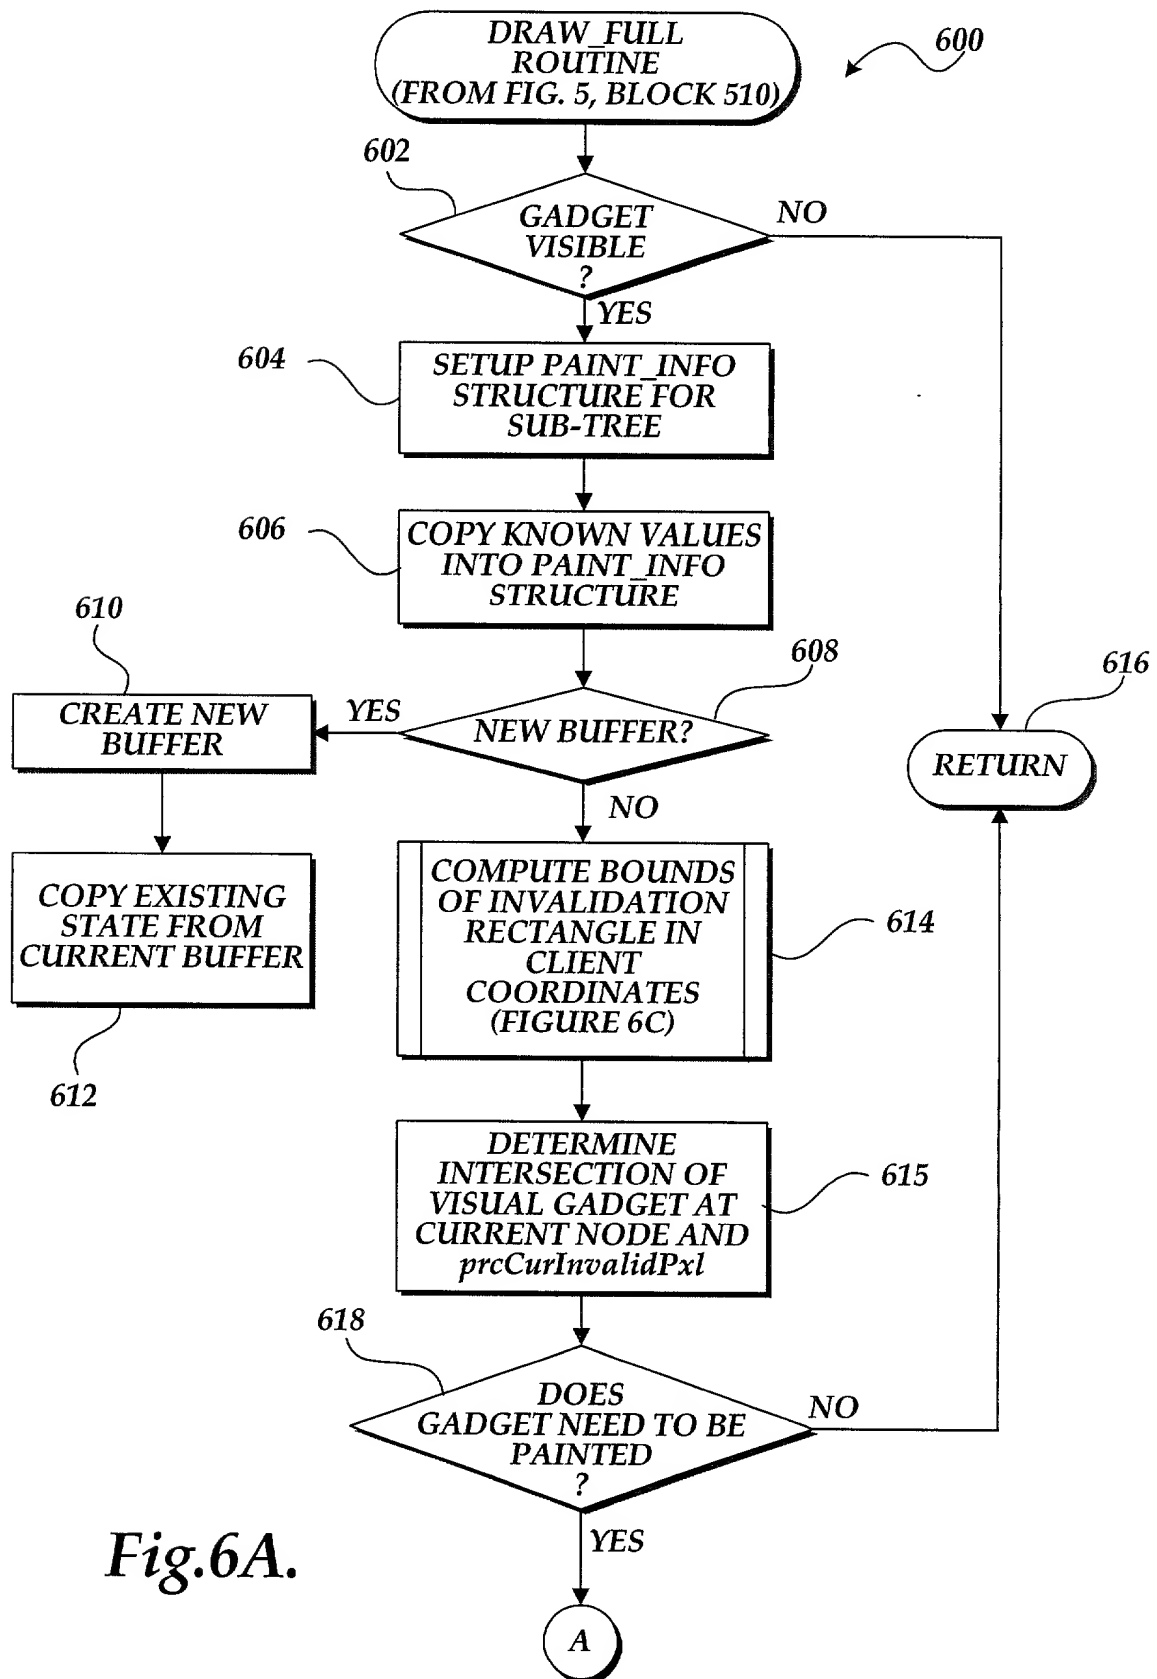 DRAW_FULL
ROUTINE
(FROM FIG. 5, BLOCK 510)
600
602
GADGET
VISIBLE
?
NO
YES
604
SETUP PAINT_INFO
STRUCTURE FOR
SUB-TREE
606
COPY KNOWN VALUES
INTO PAINT_INFO
STRUCTURE
610
608
616
CREATE NEW
BUFFER
YES
NEW BUFFER?
RETURN
NO
COPY EXISTING
STATE FROM
CURRENT BUFFER
612
COMPUTE BOUNDS
OF INVALIDATION
RECTANGLE IN
CLIENT
COORDINATES
(FIGURE 6C)
614
DETERMINE
INTERSECTION OF
VISUAL GADGET AT
CURRENT NODE AND
prcCurInvalidPxl
615
618
DOES
GADGET NEED TO BE
PAINTED
?
NO
YES
Fig.6A.
A